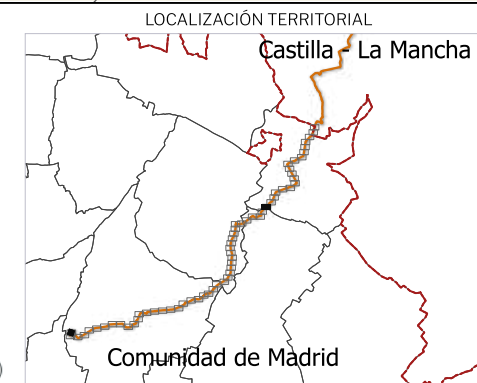 LOCALIZACIÓN TERRITORIAL
Castilla - La Mancha
Comunidad de Madrid